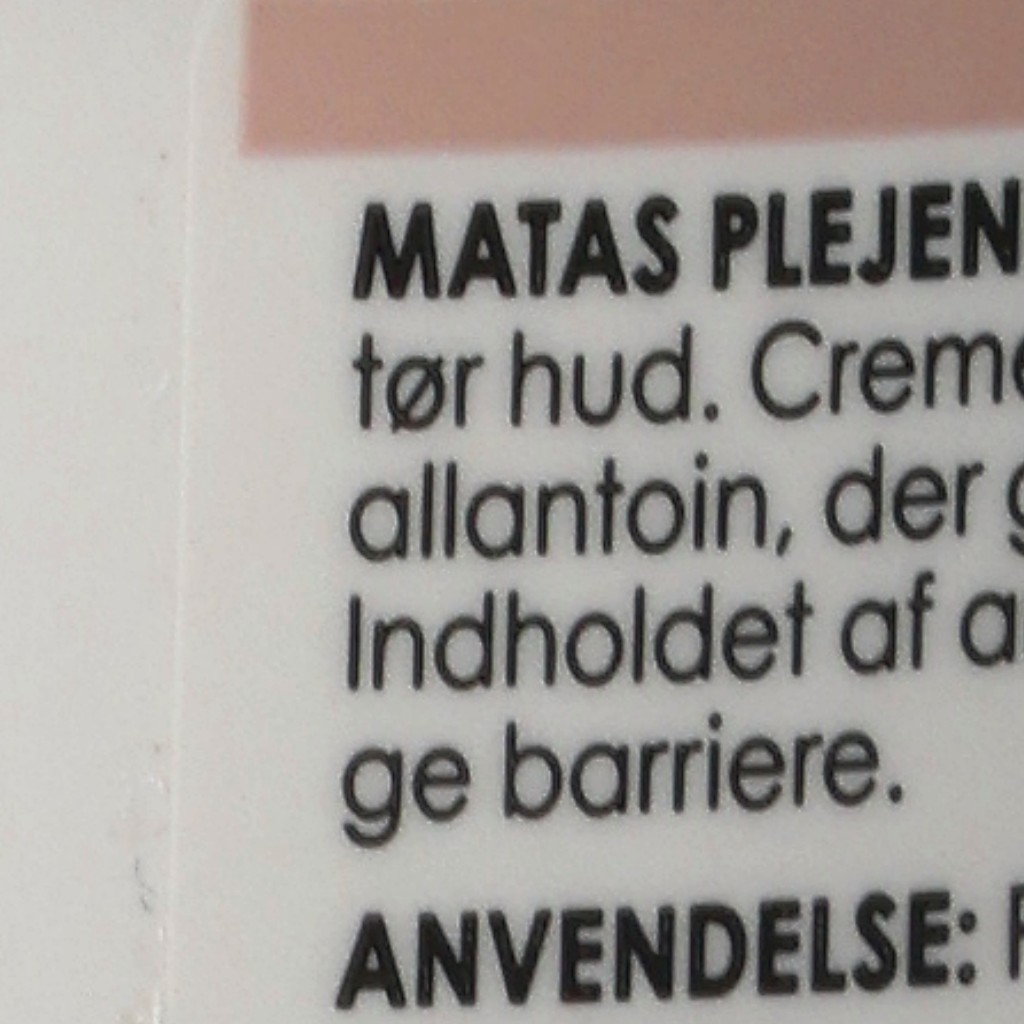 MATAS PLEJEN
tør hud. Creme
allantoin, der
Indholdet af
ge barriere.
ANVENDELSE: